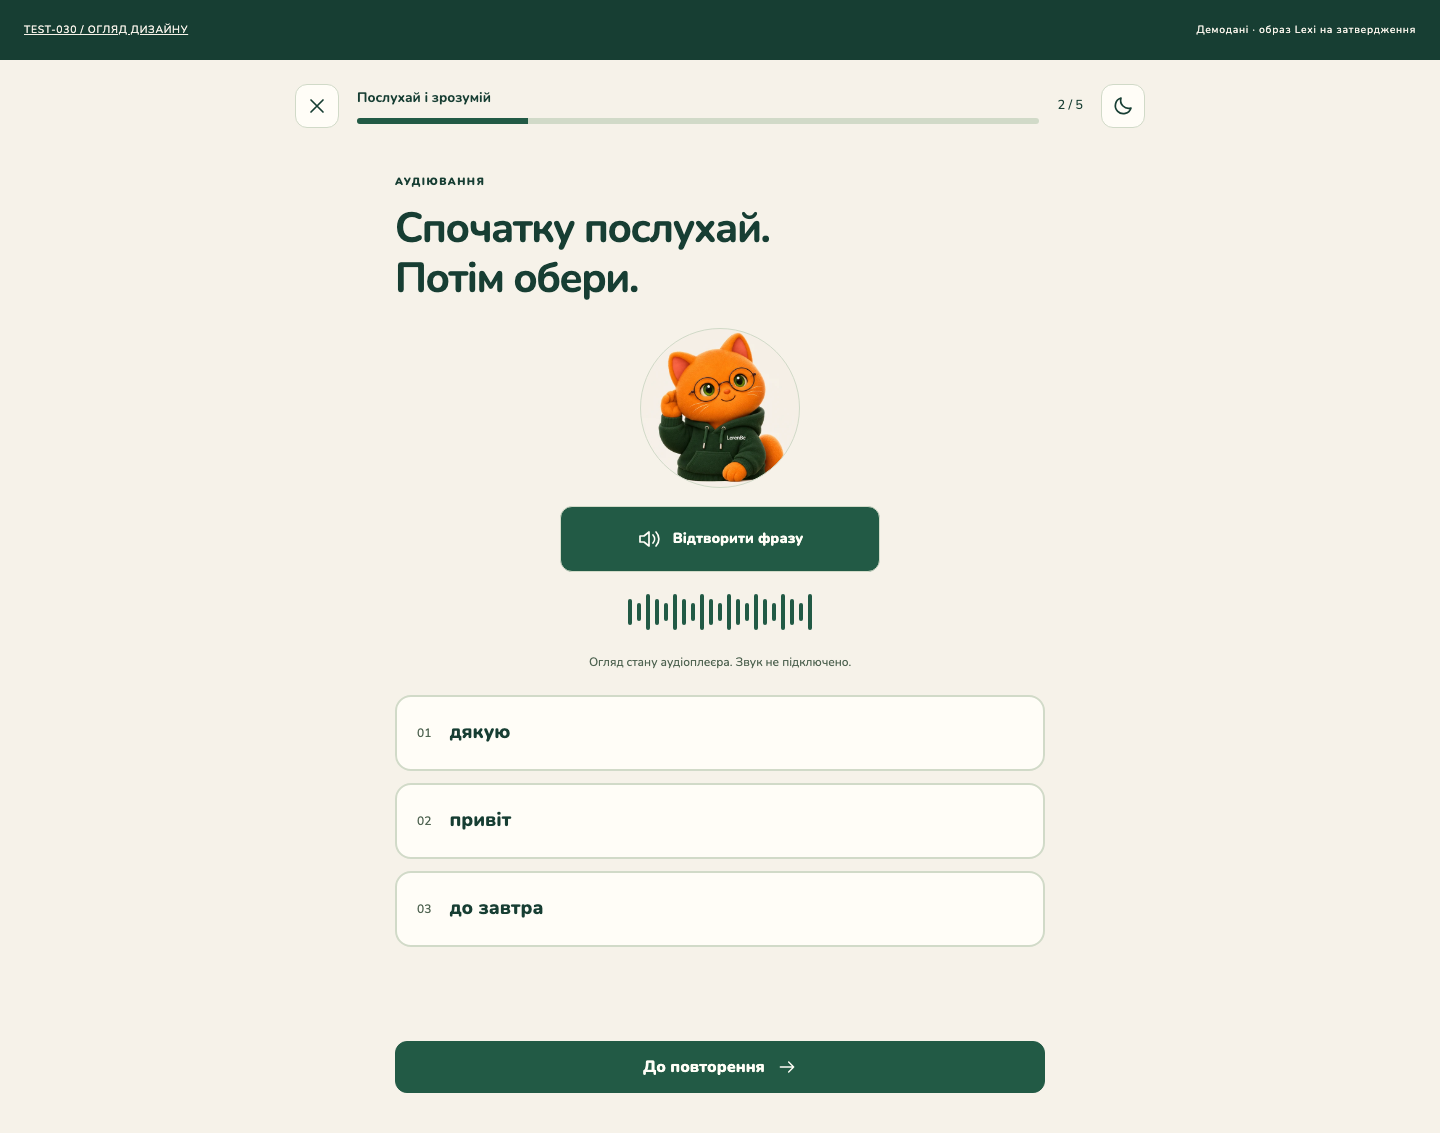 TEST-030 / ОГЛЯД ДИЗАЙНУ
Демодані · образ Lexi на затвердження
Послухай і зрозумій
2 / 5
АУДІЮВАННЯ
Спочатку послухай.
Потім обери.
Відтворити фразу
Огляд стану аудіоплеєра. Звук не підключено.
01 дякую
02 привіт
03 до завтра
До повторення